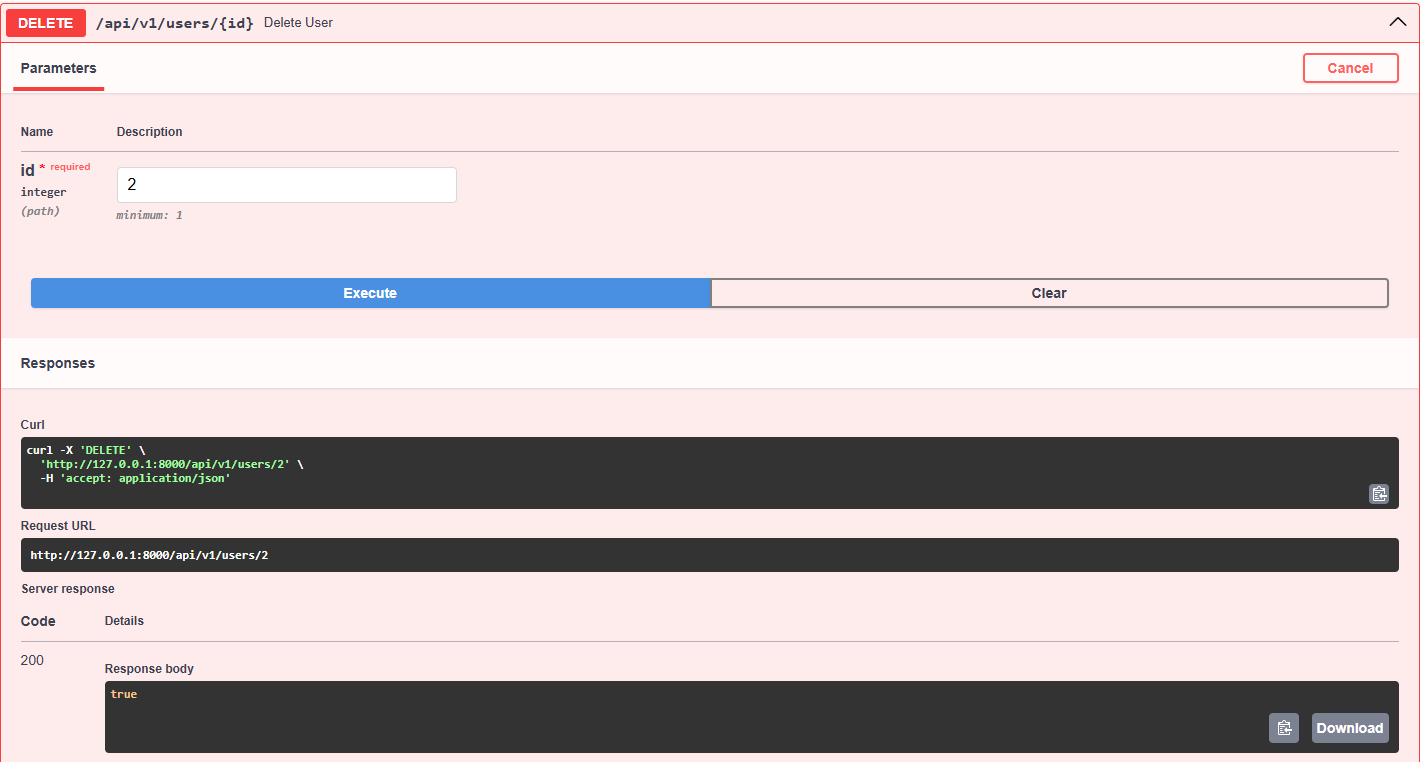 DELETE /api/v1/users/{id} Delete User
Parameters
Cancel
Name Description
id * required
integer
(path)
2
minimum: 1
Execute Clear
Responses
Curl
curl -X 'DELETE' \
'http://127.0.0.1:8000/api/v1/users/2' \
-H 'accept: application/json'
Request URL
http://127.0.0.1:8000/api/v1/users/2
Server response
Code Details
200
Response body
true
Download